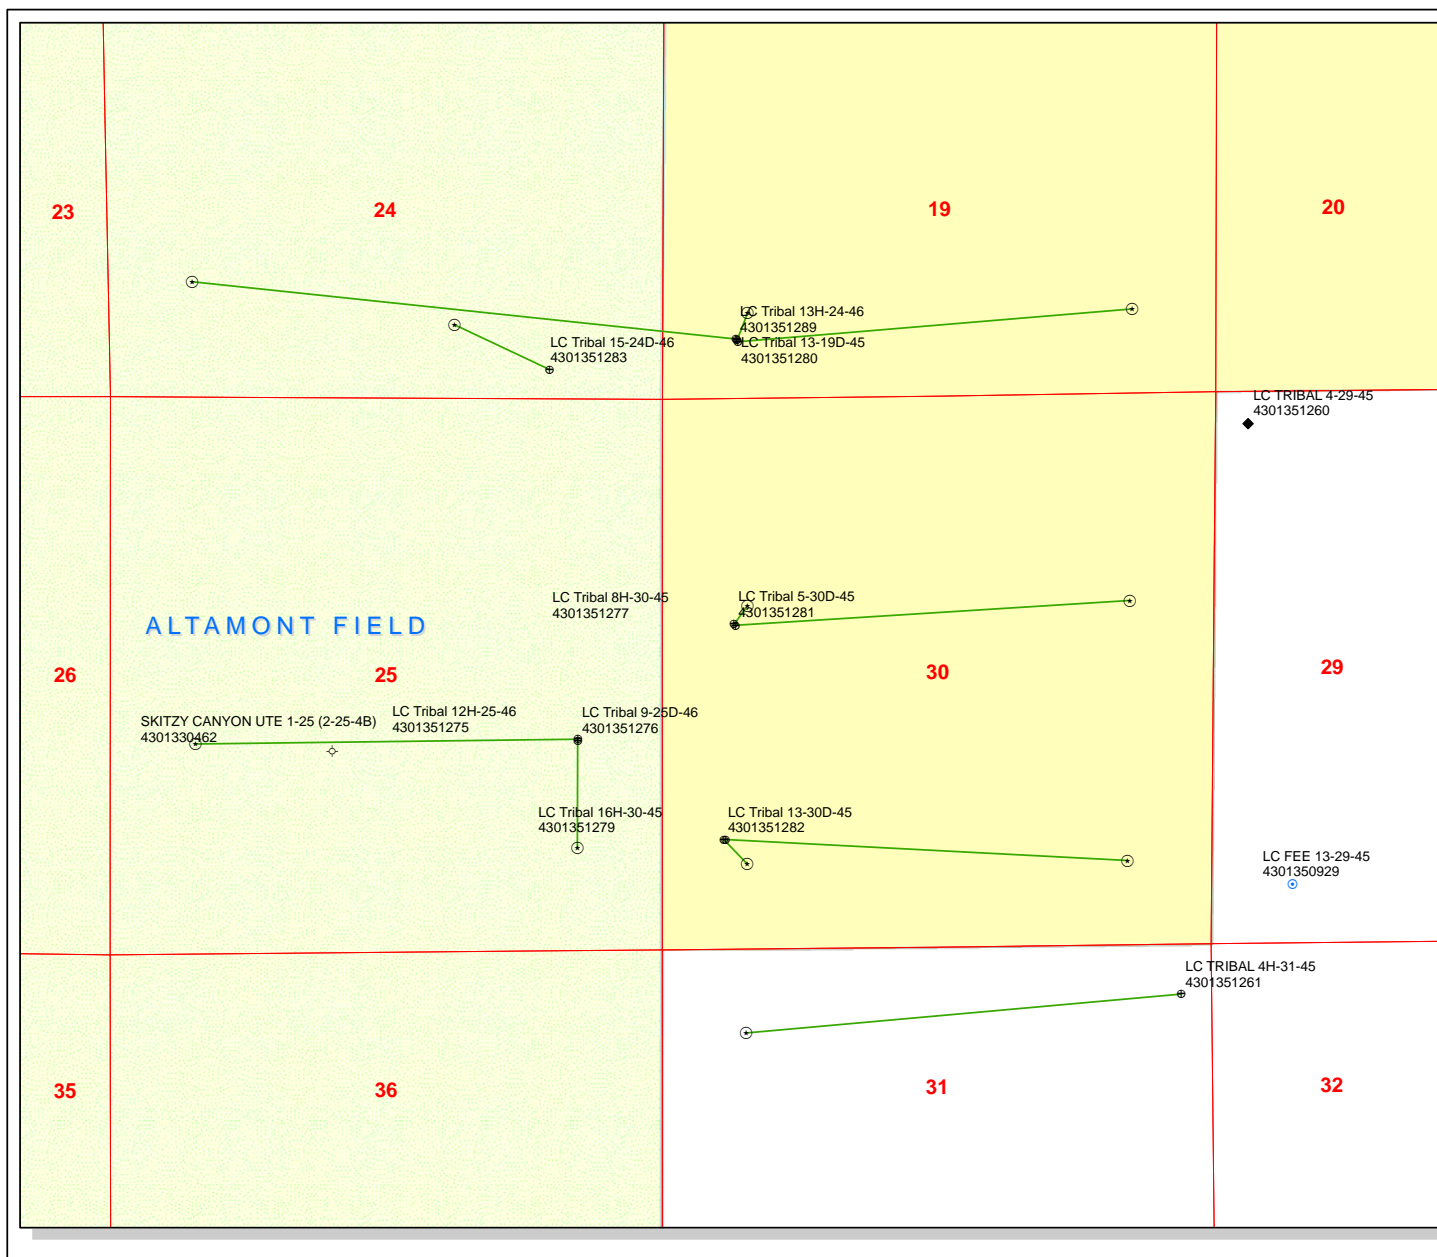 23
24
19
20
LC Tribal 13H-24-46
4301351289
LC Tribal 15-24D-46
4301351283
LC Tribal 13-19D-45
4301351280
LC TRIBAL 4-29-45
4301351260
LC Tribal 8H-30-45
4301351277
LC Tribal 5-30D-45
4301351281
ALTAMONT FIELD
26
25
30
29
SKITZY CANYON UTE 1-25 (2-25-4B)
4301330462
LC Tribal 12H-25-46
4301351275
LC Tribal 9-25D-46
4301351276
LC Tribal 16H-30-45
4301351279
LC Tribal 13-30D-45
4301351282
LC FEE 13-29-45
4301350929
LC TRIBAL 4H-31-45
4301351261
35
36
31
32